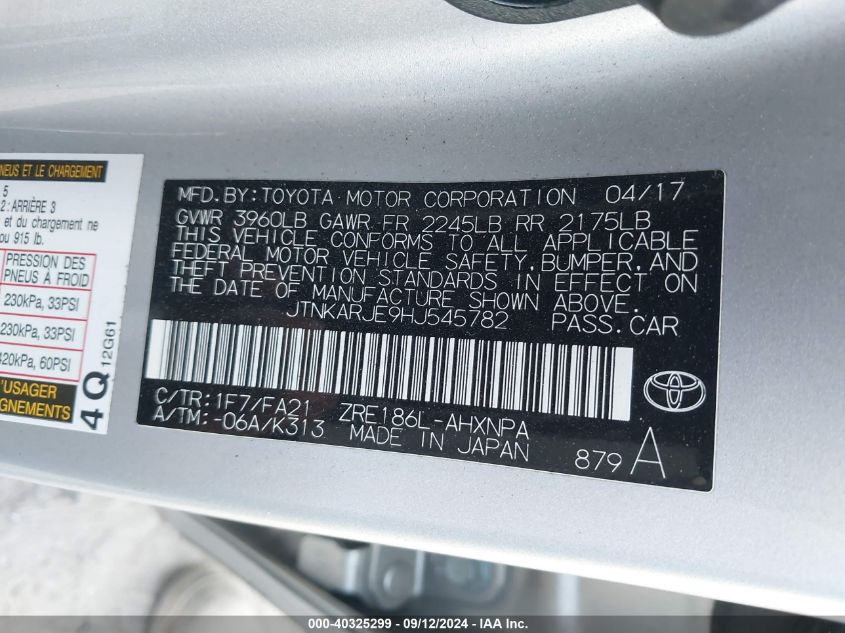 PNEUS ET LE CHARGEMENT
5
2: ARRIÈRE 3
et du chargement ne
ou 915 lb.
PRESSION DES
PNEUS À FROID
230kPa, 33PSI
230kPa, 33PSI
420kPa, 60PSI
D'USAGER
4Q 12G61
MFD. BY: TOYOTA MOTOR CORPORATION 04/17
GVWR 3960LB GAWR FR 2245LB RR 2175LB
THIS VEHICLE CONFORMS TO ALL APPLICABLE
FEDERAL MOTOR VEHICLE SAFETY, BUMPER, AND
THEFT PREVENTION STANDARDS IN EFFECT ON
THE DATE OF MANUFACTURE SHOWN ABOVE.
JTNKARJE9HJ545782 PASS. CAR
C/TR: 1F7/FA21 ZRE186L-AHXNPA
A/TM: -06A/K313 MADE IN JAPAN
879 A
TOYOTA
000-40325299 - 09/12/2024 - COPYRIGHT IAA, Inc.